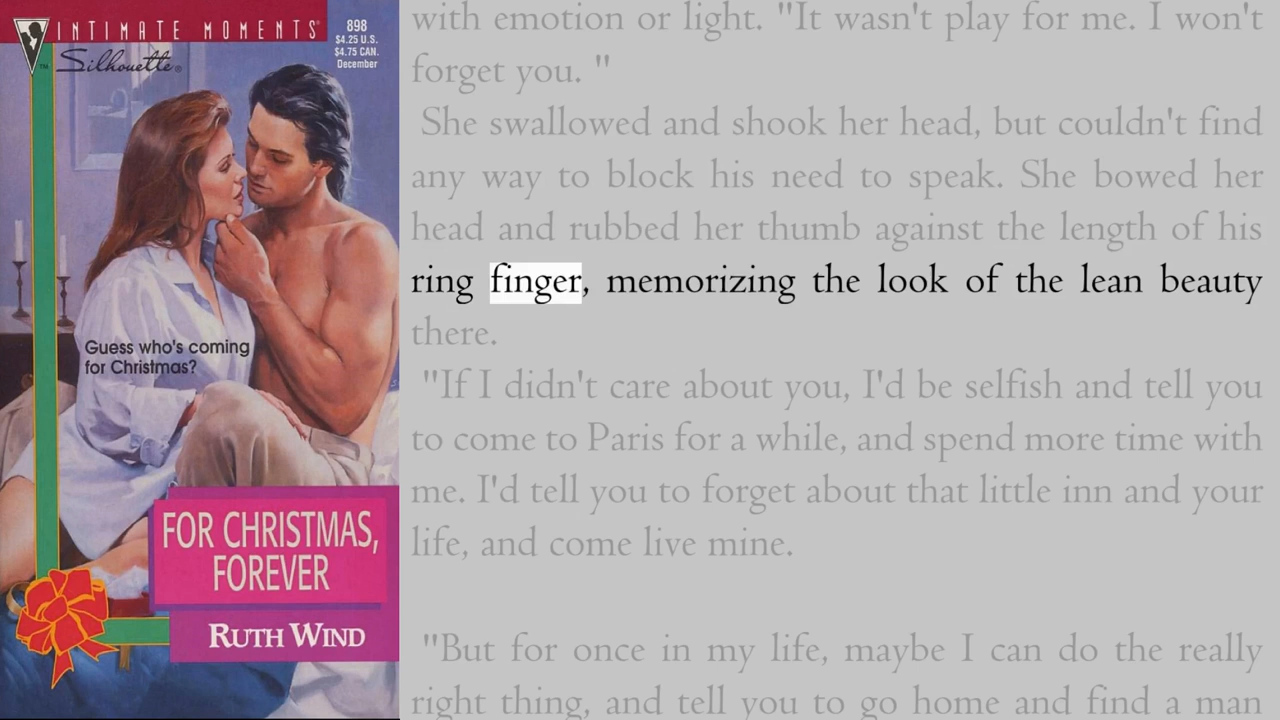 INTIMATE MOMENTS®
898
$4.25 U.S.
$4.75 CAN.
December
TM
Silhouette®
Guess who's coming
for Christmas?
FOR CHRISTMAS,
FOREVER
RUTH WIND
with emotion or light. "It wasn't play for me. I won't
forget you. "
She swallowed and shook her head, but couldn't find
any way to block his need to speak. She bowed her
head and rubbed her thumb against the length of his
ring finger, memorizing the look of the lean beauty
there.
"If I didn't care about you, I'd be selfish and tell you
to come to Paris for a while, and spend more time with
me. I'd tell you to forget about that little inn and your
life, and come live mine.
"But for once in my life, maybe I can do the really
right thing, and tell you to go home and find a man